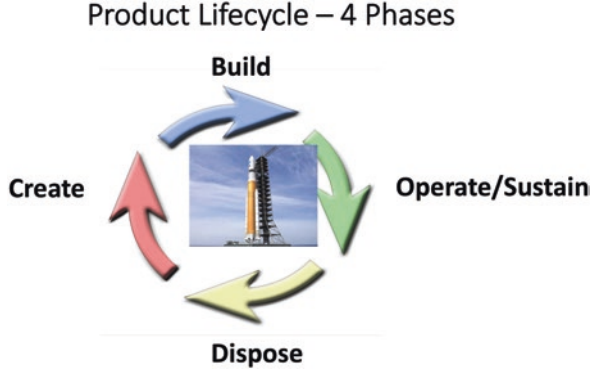 Product Lifecycle – 4 Phases
Build
Create
Operate/Sustain
Dispose